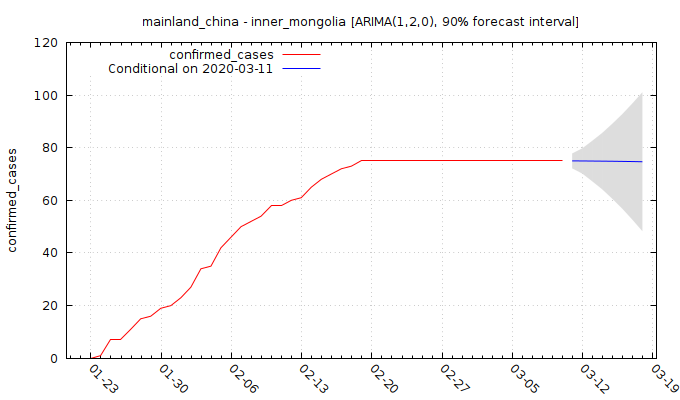 mainland_china - inner_mongolia [ARIMA(1,2,0), 90% forecast interval]
confirmed_cases
Conditional on 2020-03-11
confirmed_cases
120
100
80
60
40
20
0
01-23 01-30 02-06 02-13 02-20 02-27 03-05 03-12 03-19